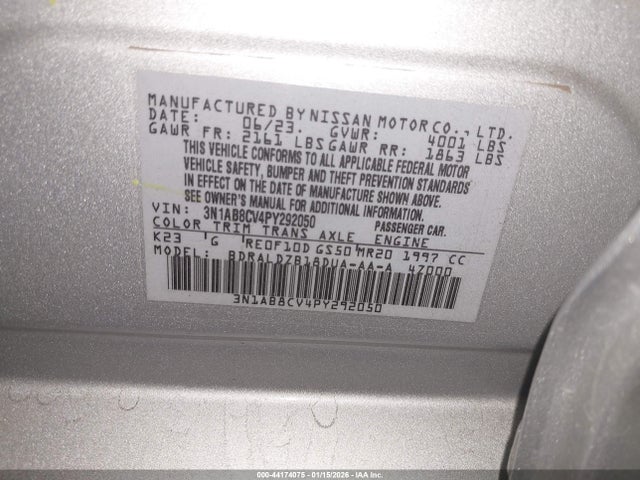 MANUFACTURED BY NISSAN MOTOR CO., LTD.
DATE: 06/23. GVWR: 4001 LBS
GAWR FR: 2161 LBS GAWR RR: 1863 LBS
THIS VEHICLE CONFORMS TO ALL APPLICABLE FEDERAL MOTOR
VEHICLE SAFETY, BUMPER AND THEFT PREVENTION STANDARDS
IN EFFECT ON THE DATE OF MANUFACTURE SHOWN ABOVE.
SEE OWNER'S MANUAL FOR ADDITIONAL INFORMATION.
VIN: 3N1AB8CV4PY292050 PASSENGER CAR.
COLOR TRIM TRANS AXLE ENGINE
K23 G RE0F10D GS50 MR20 1997 CC
MODEL: BDRALDZB18DUA-AA-A 47000
3N1AB8CV4PY292050
000-44174075 | 01/15/2026 | © IAA Inc.